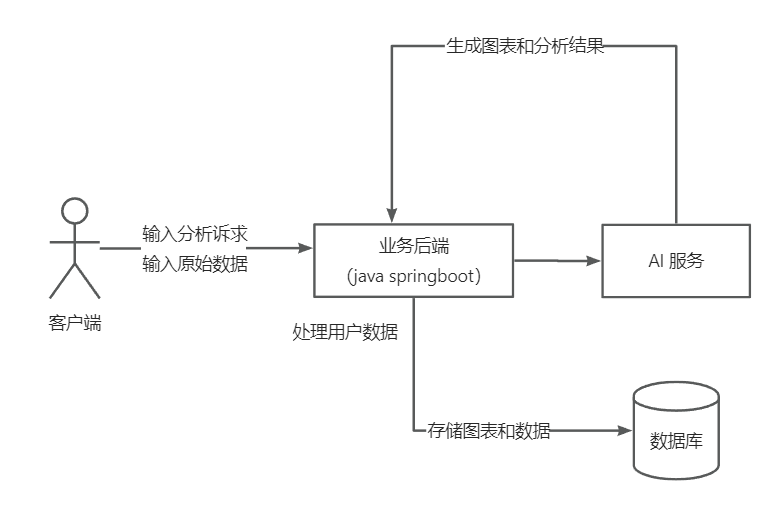 生成图表和分析结果
输入分析诉求
输入原始数据
业务后端
（java springboot）
AI 服务
客户端
处理用户数据
存储图表和数据
数据库